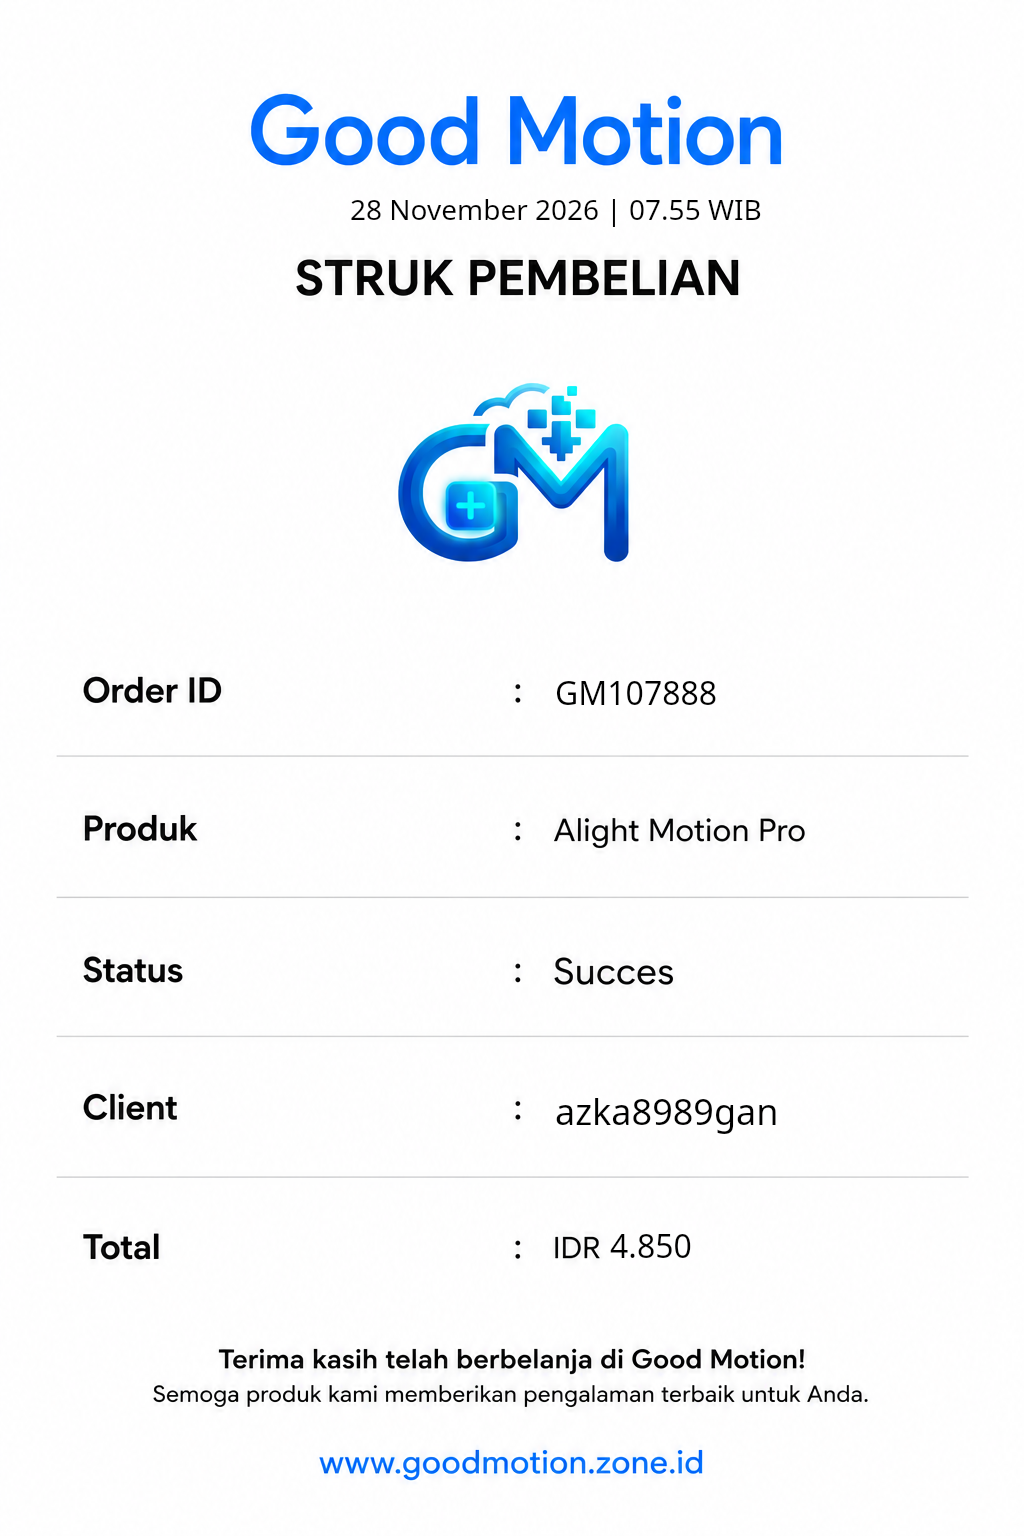 Good Motion
28 November 2026 | 07.55 WIB
STRUK PEMBELIAN
GM
Order ID : GM107888
Produk : Alight Motion Pro
Status : Succes
Client : azka8989gan
Total : IDR 4.850
Terima kasih telah berbelanja di Good Motion!
Semoga produk kami memberikan pengalaman terbaik untuk Anda.
www.goodmotion.zone.id